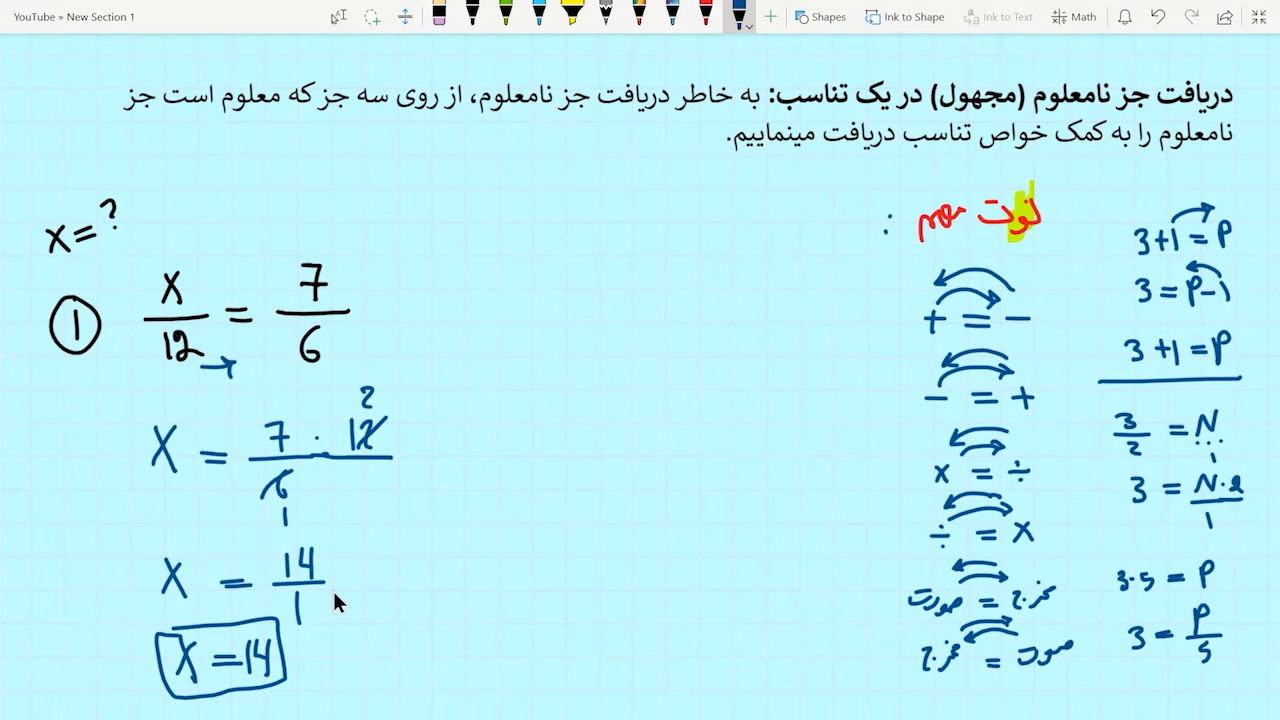 YouTube » New Section 1
Shapes Ink to Shape Ink to Text Math
دریافت جز نامعلوم (مجهول) در یک تناسب: به خاطر دریافت جز نامعلوم، از روی سه جز که معلوم است جز
نامعلوم را به کمک خواص تناسب دریافت مینماییم.
x = ?
① x/12 = 7/6
→
x = 7 · 12/6
2
1
x = 14/1
x = 14
نوت مهم :
+ = −
− = +
× = ÷
÷ = ×
صورت = مخرج
مخرج = صورت
3+1 = P
3 = P-1
3+1 = P
3/2 = N/1
3 = N·2/1
3·5 = P
3 = P/5